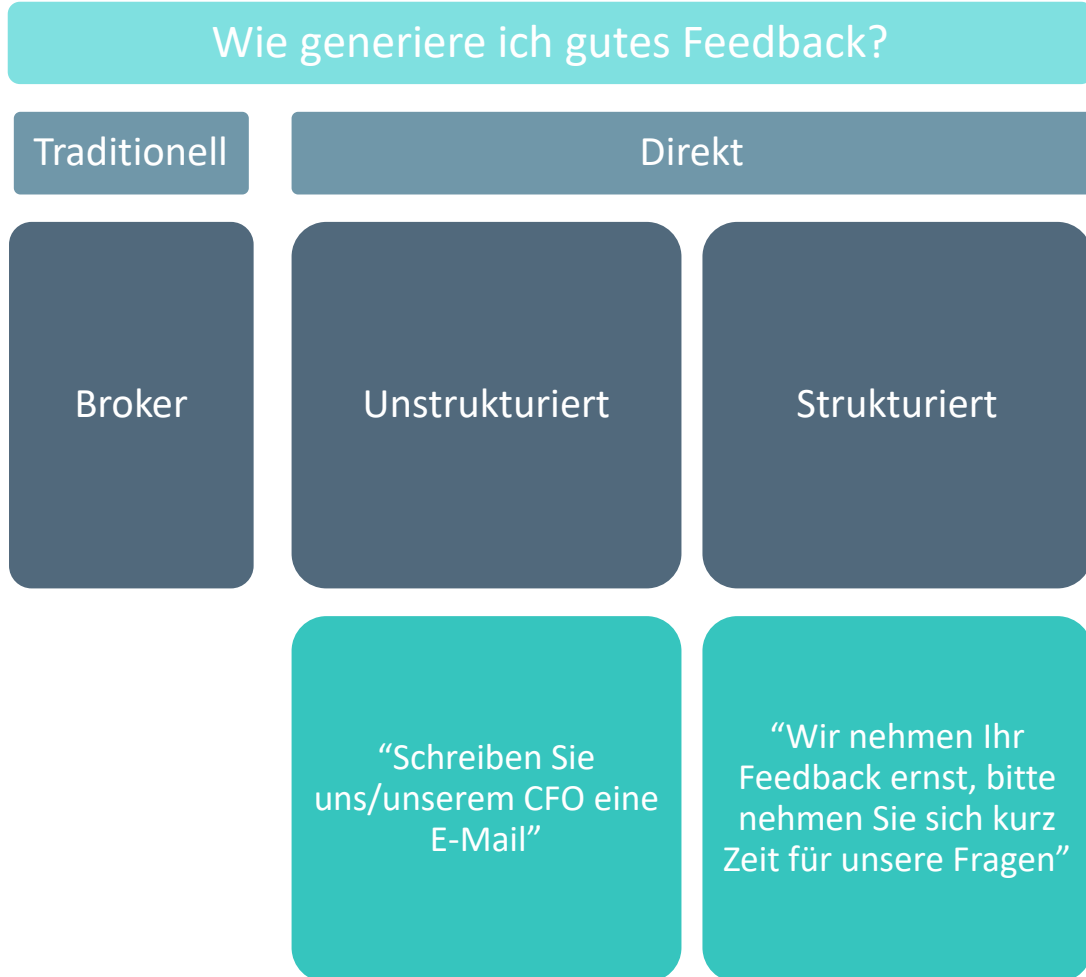 Wie generiere ich gutes Feedback?
Traditionell
Direkt
Broker
Unstrukturiert
Strukturiert
“Schreiben Sie
uns/unserem CFO eine
E-Mail”
“Wir nehmen Ihr
Feedback ernst, bitte
nehmen Sie sich kurz
Zeit für unsere Fragen”